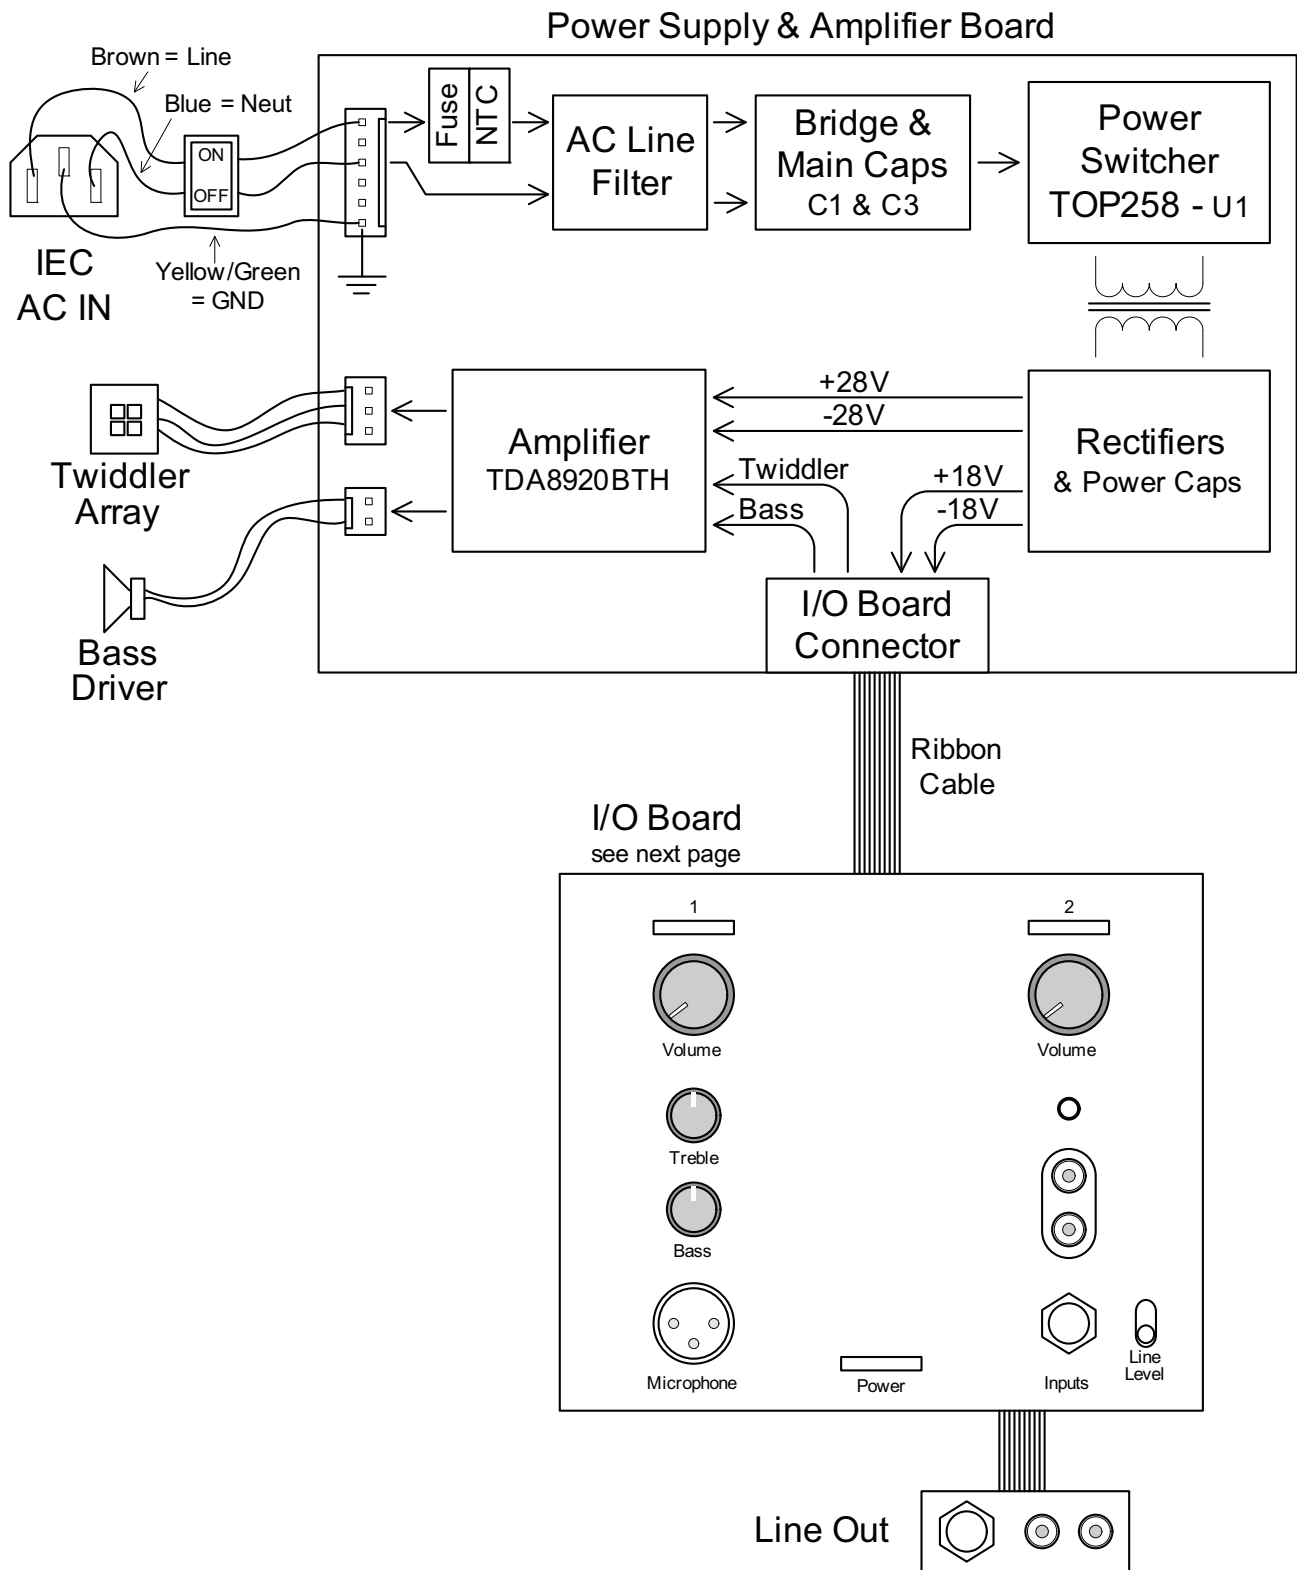 Power Supply & Amplifier Board
Brown = Line
Blue = Neut
ON
OFF
IEC
AC IN
Yellow/Green
= GND
Fuse
NTC
AC Line
Filter
Bridge &
Main Caps
C1 & C3
Power
Switcher
TOP258 - U1
Twiddler
Array
Bass
Driver
Amplifier
TDA8920BTH
+28V
-28V
Twiddler
Bass
+18V
-18V
Rectifiers
& Power Caps
I/O Board
Connector
Ribbon
Cable
I/O Board
see next page
1
2
Volume
Volume
Treble
Bass
Microphone
Power
Inputs
Line
Level
Line Out